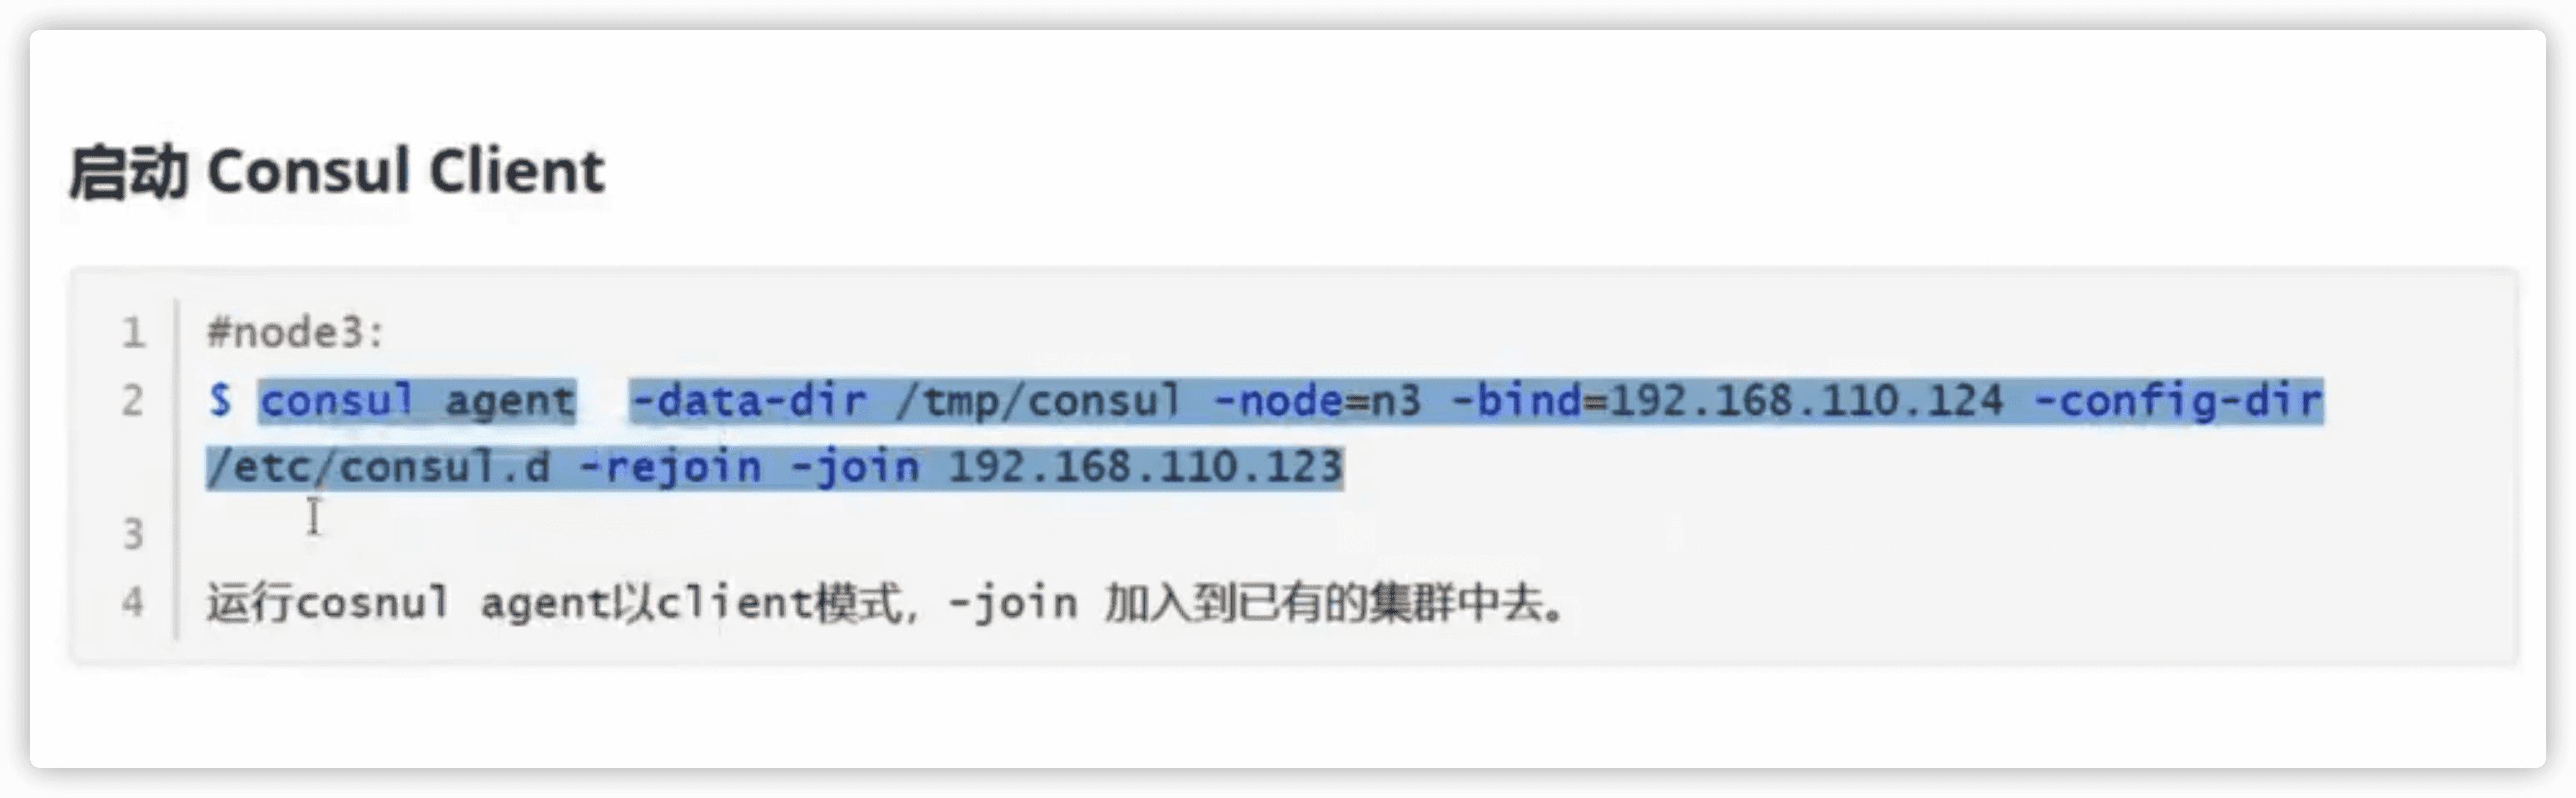 启动 Consul Client
1 #node3:
2 $ consul agent  -data-dir /tmp/consul -node=n3 -bind=192.168.110.124 -config-dir
/etc/consul.d -rejoin -join 192.168.110.123
3
4 运行cosnul agent以client模式，-join 加入到已有的集群中去。